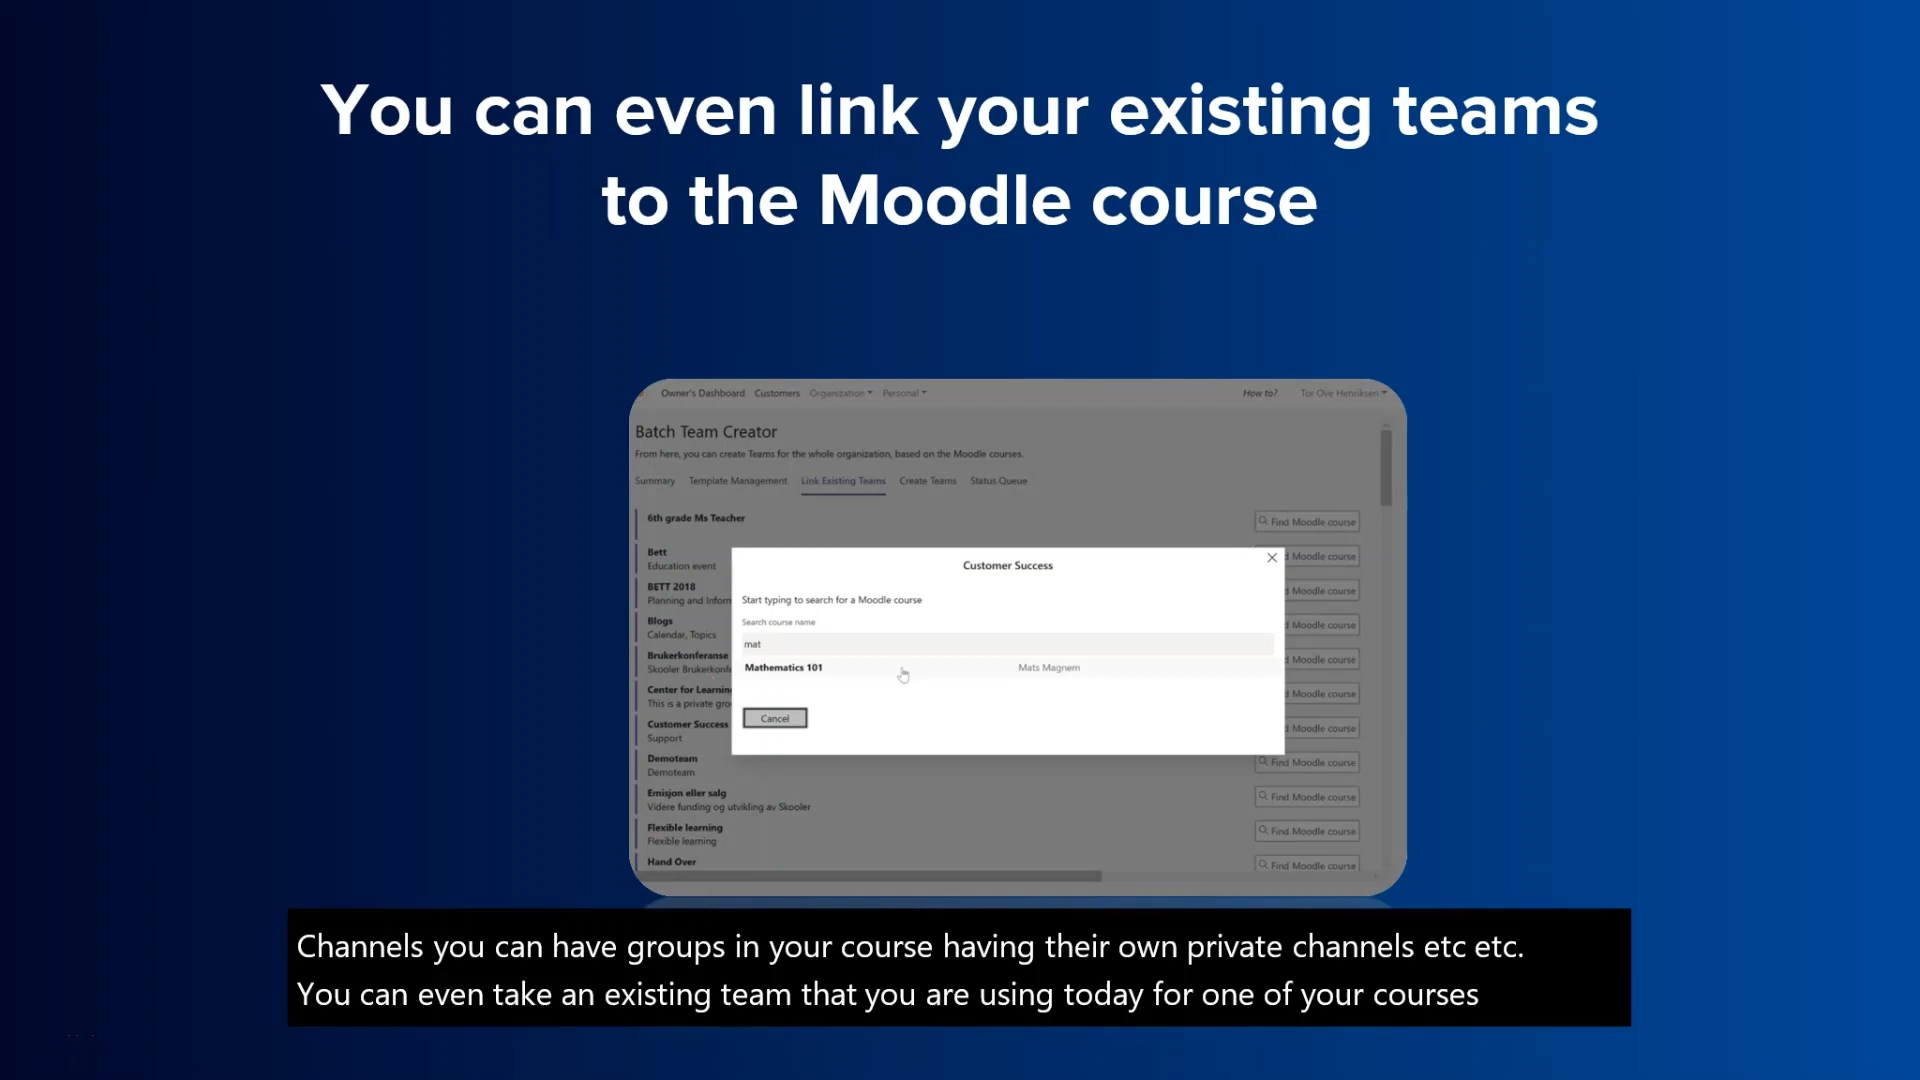 You can even link your existing teams
to the Moodle course
Owner's Dashboard Customers Organization Personal How to? Tor Ove Henriksen
Batch Team Creator
From here, you can create Teams for the whole organization, based on the Moodle courses.
Summary Template Management Link Existing Teams Create Teams Status Queue
6th grade Ms Teacher
Find Moodle course
Bett
Education event
Moodle course
BETT 2018
Planning and Inform
Moodle course
Blogs
Calendar, Topics
Moodle course
Brukerkonferanse
Skooler Brukerkonf
Moodle course
Center for Learnin
This is a private gro
Moodle course
Customer Success
Support
Moodle course
Customer Success
Start typing to search for a Moodle course
Search course name
mat
Mathematics 101 Mats Magnem
Cancel
Demoteam
Demoteam
Find Moodle course
Emisjon eller salg
Videre funding og utvikling av Skooler
Find Moodle course
Flexible learning
Flexible learning
Find Moodle course
Hand Over
Find Moodle course
Channels you can have groups in your course having their own private channels etc etc.
You can even take an existing team that you are using today for one of your courses